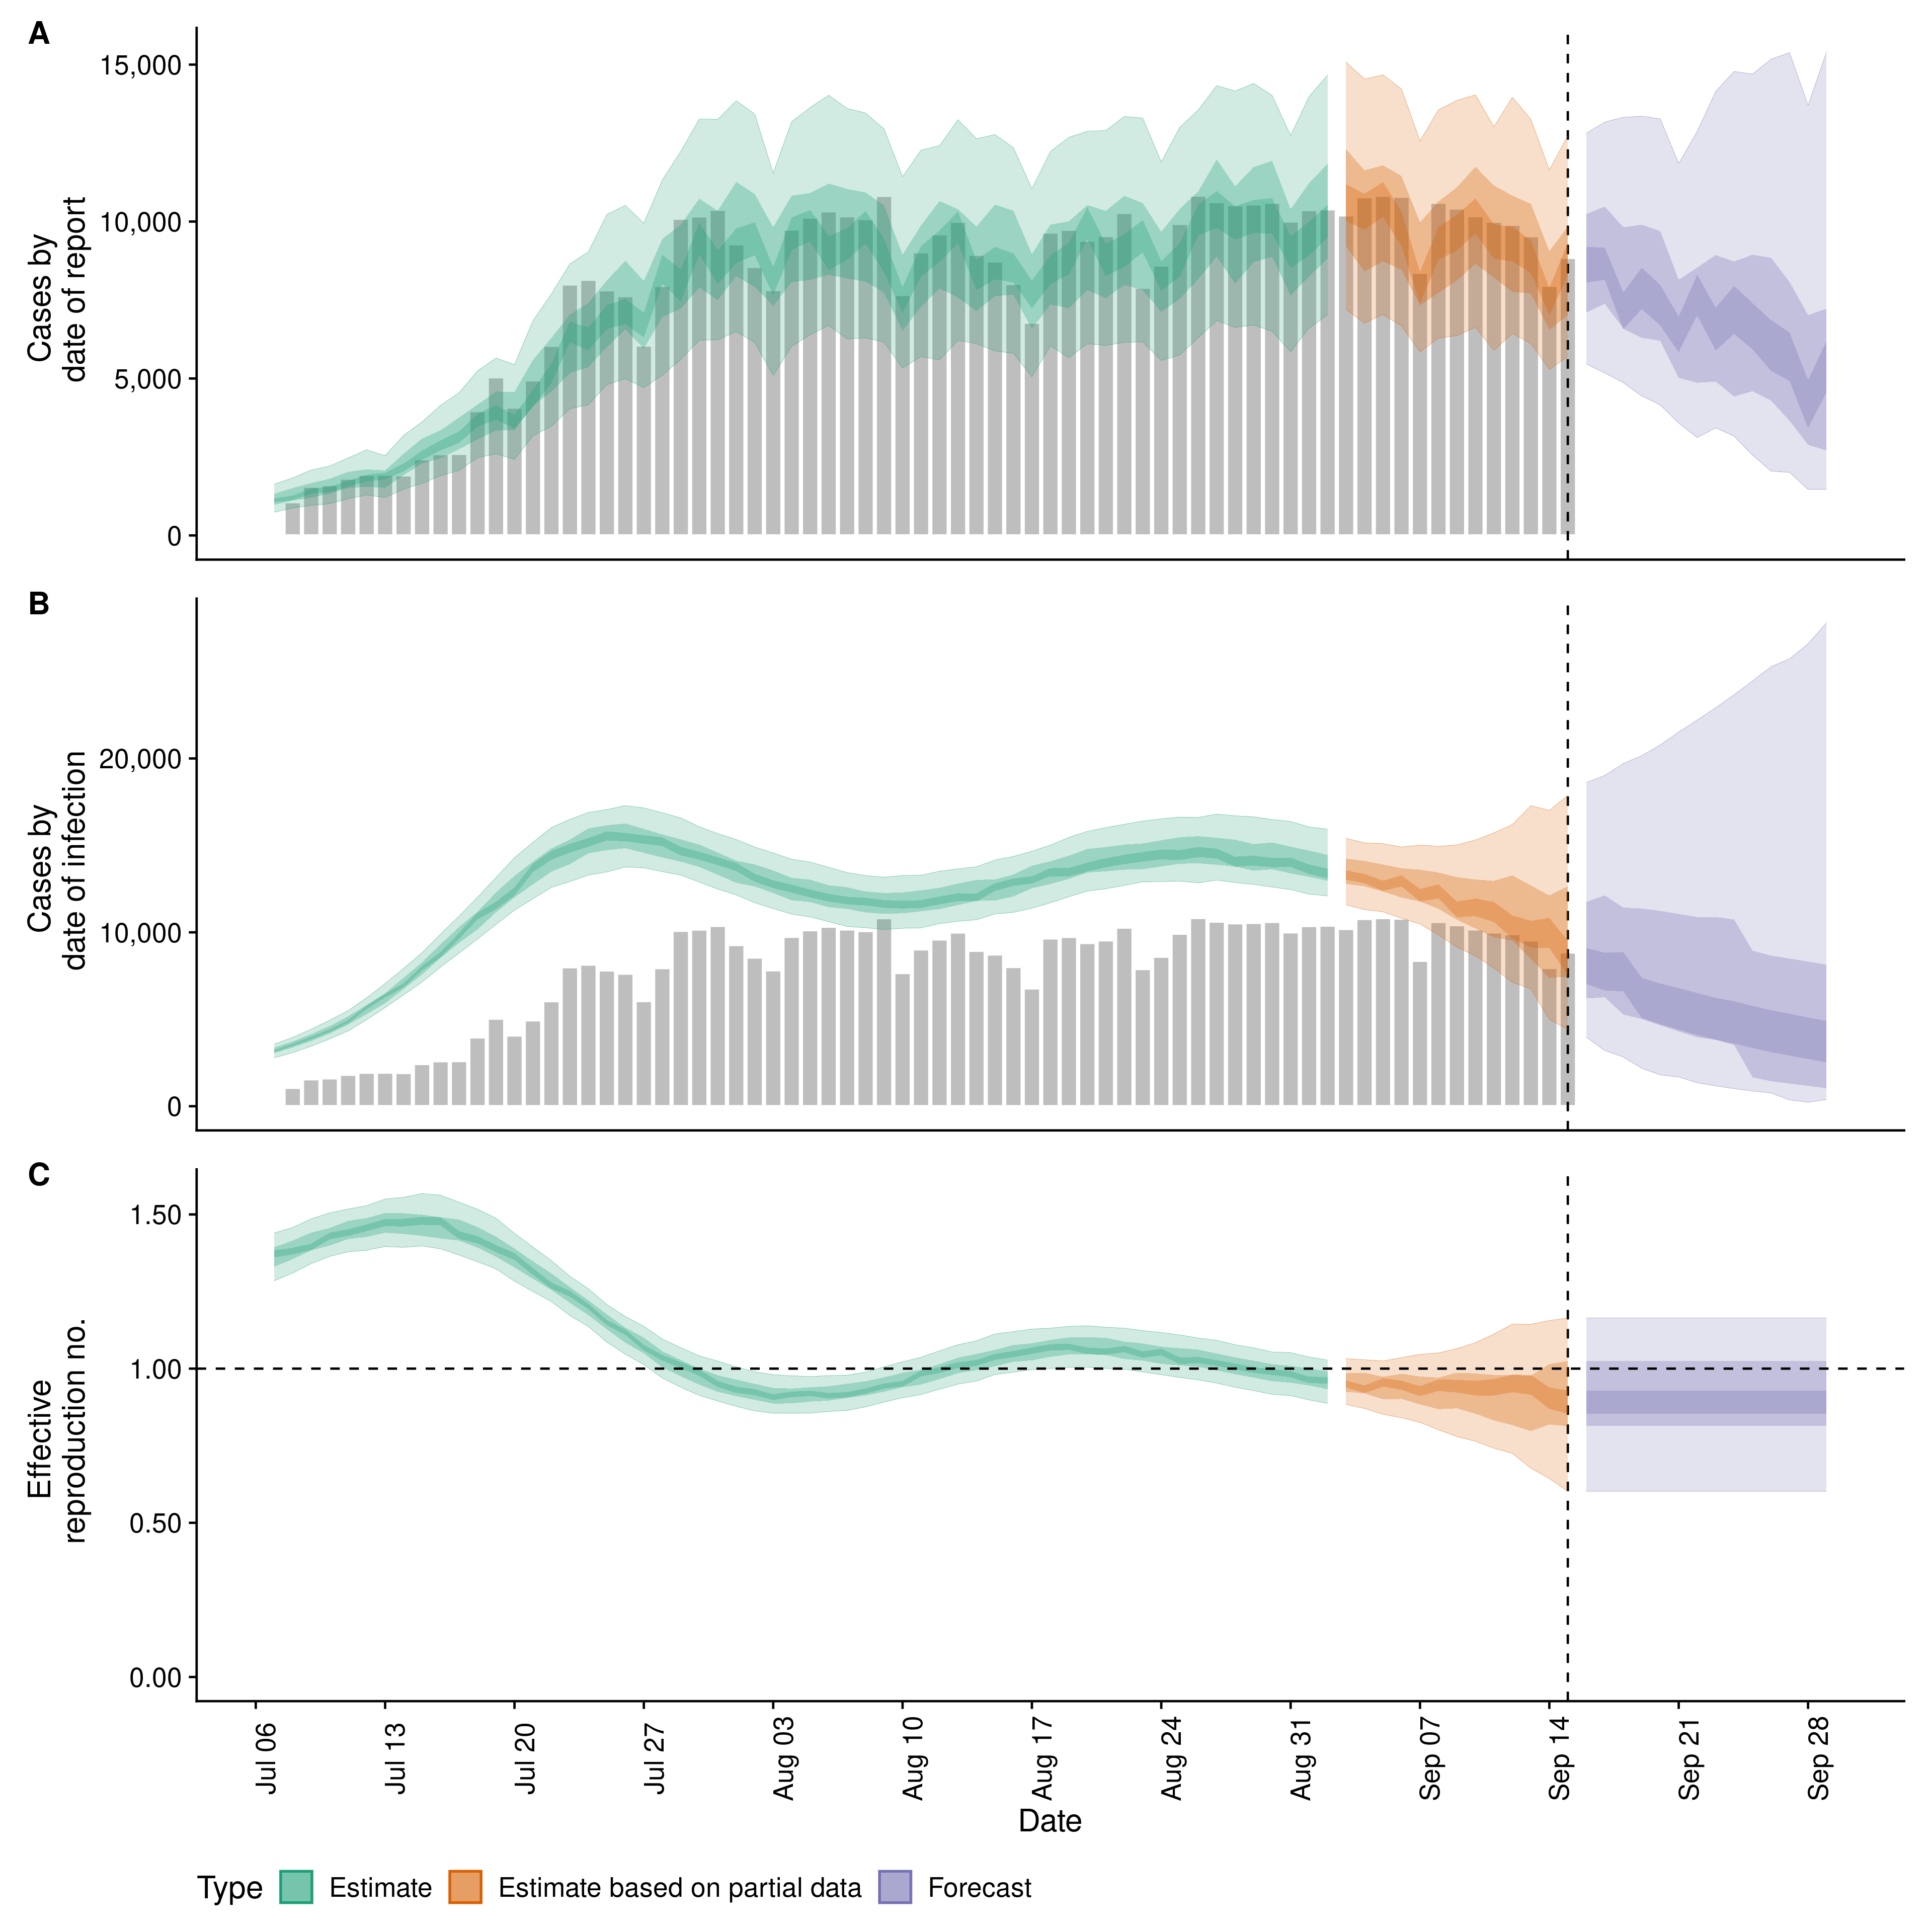 A
Cases by
date of report
15,000
10,000
5,000
0
B
Cases by
date of infection
20,000
10,000
0
C
Effective
reproduction no.
1.50
1.00
0.50
0.00
Jul 06
Jul 13
Jul 20
Jul 27
Aug 03
Aug 10
Aug 17
Aug 24
Aug 31
Sep 07
Sep 14
Sep 21
Sep 28
Date
Type Estimate Estimate based on partial data Forecast